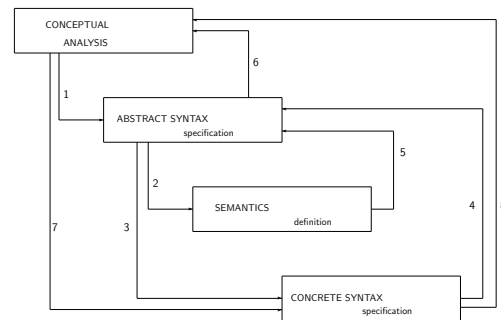 CONCEPTUAL
ANALYSIS
6
1
ABSTRACT SYNTAX
specification
5
2
SEMANTICS
4
7
3
definition
CONCRETE SYNTAX
specification